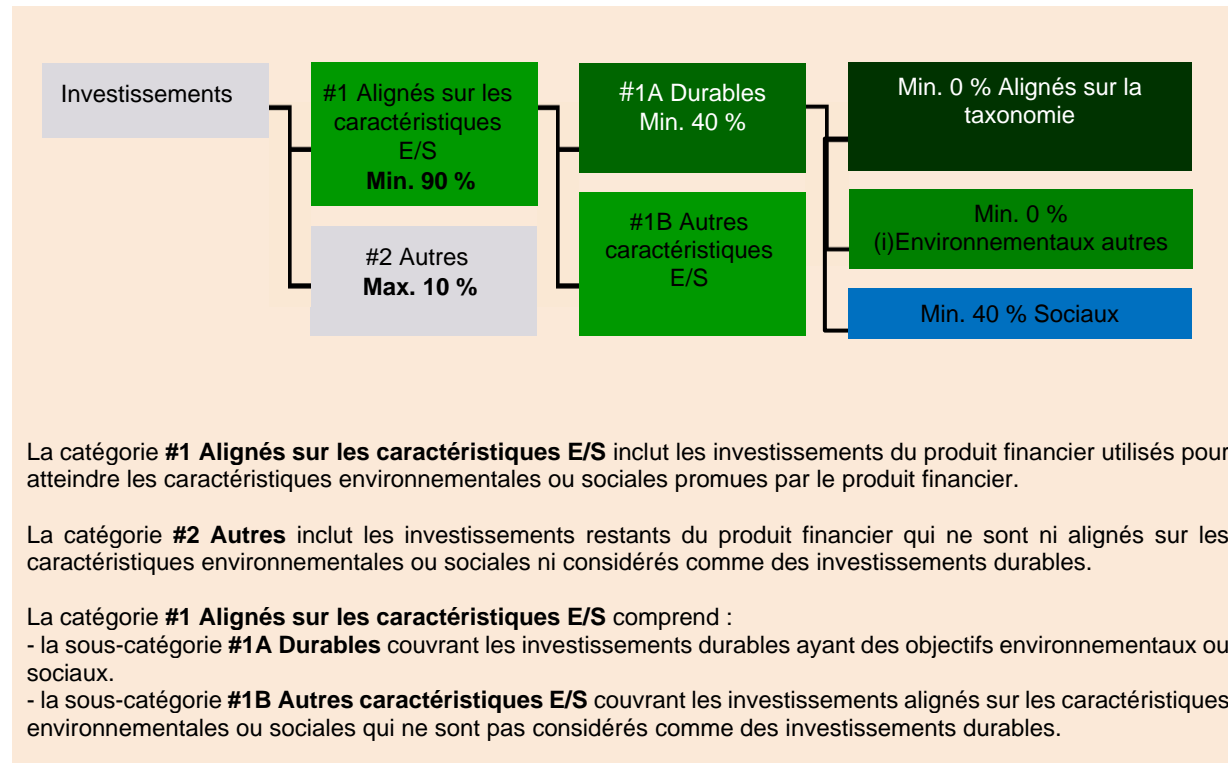 Investissements
#1 Alignés sur les
caractéristiques
E/S
Min. 90 %
#2 Autres
Max. 10 %
#1A Durables
Min. 40 %
#1B Autres
caractéristiques
E/S
Min. 0 % Alignés sur la
taxonomie
Min. 0 %
(i)Environnementaux autres
Min. 40 % Sociaux
La catégorie #1 Alignés sur les caractéristiques E/S inclut les investissements du produit financier utilisés pour
atteindre les caractéristiques environnementales ou sociales promues par le produit financier.
La catégorie #2 Autres inclut les investissements restants du produit financier qui ne sont ni alignés sur les
caractéristiques environnementales ou sociales ni considérés comme des investissements durables.
La catégorie #1 Alignés sur les caractéristiques E/S comprend :
- la sous-catégorie #1A Durables couvrant les investissements durables ayant des objectifs environnementaux ou
sociaux.
- la sous-catégorie #1B Autres caractéristiques E/S couvrant les investissements alignés sur les caractéristiques
environnementales ou sociales qui ne sont pas considérés comme des investissements durables.